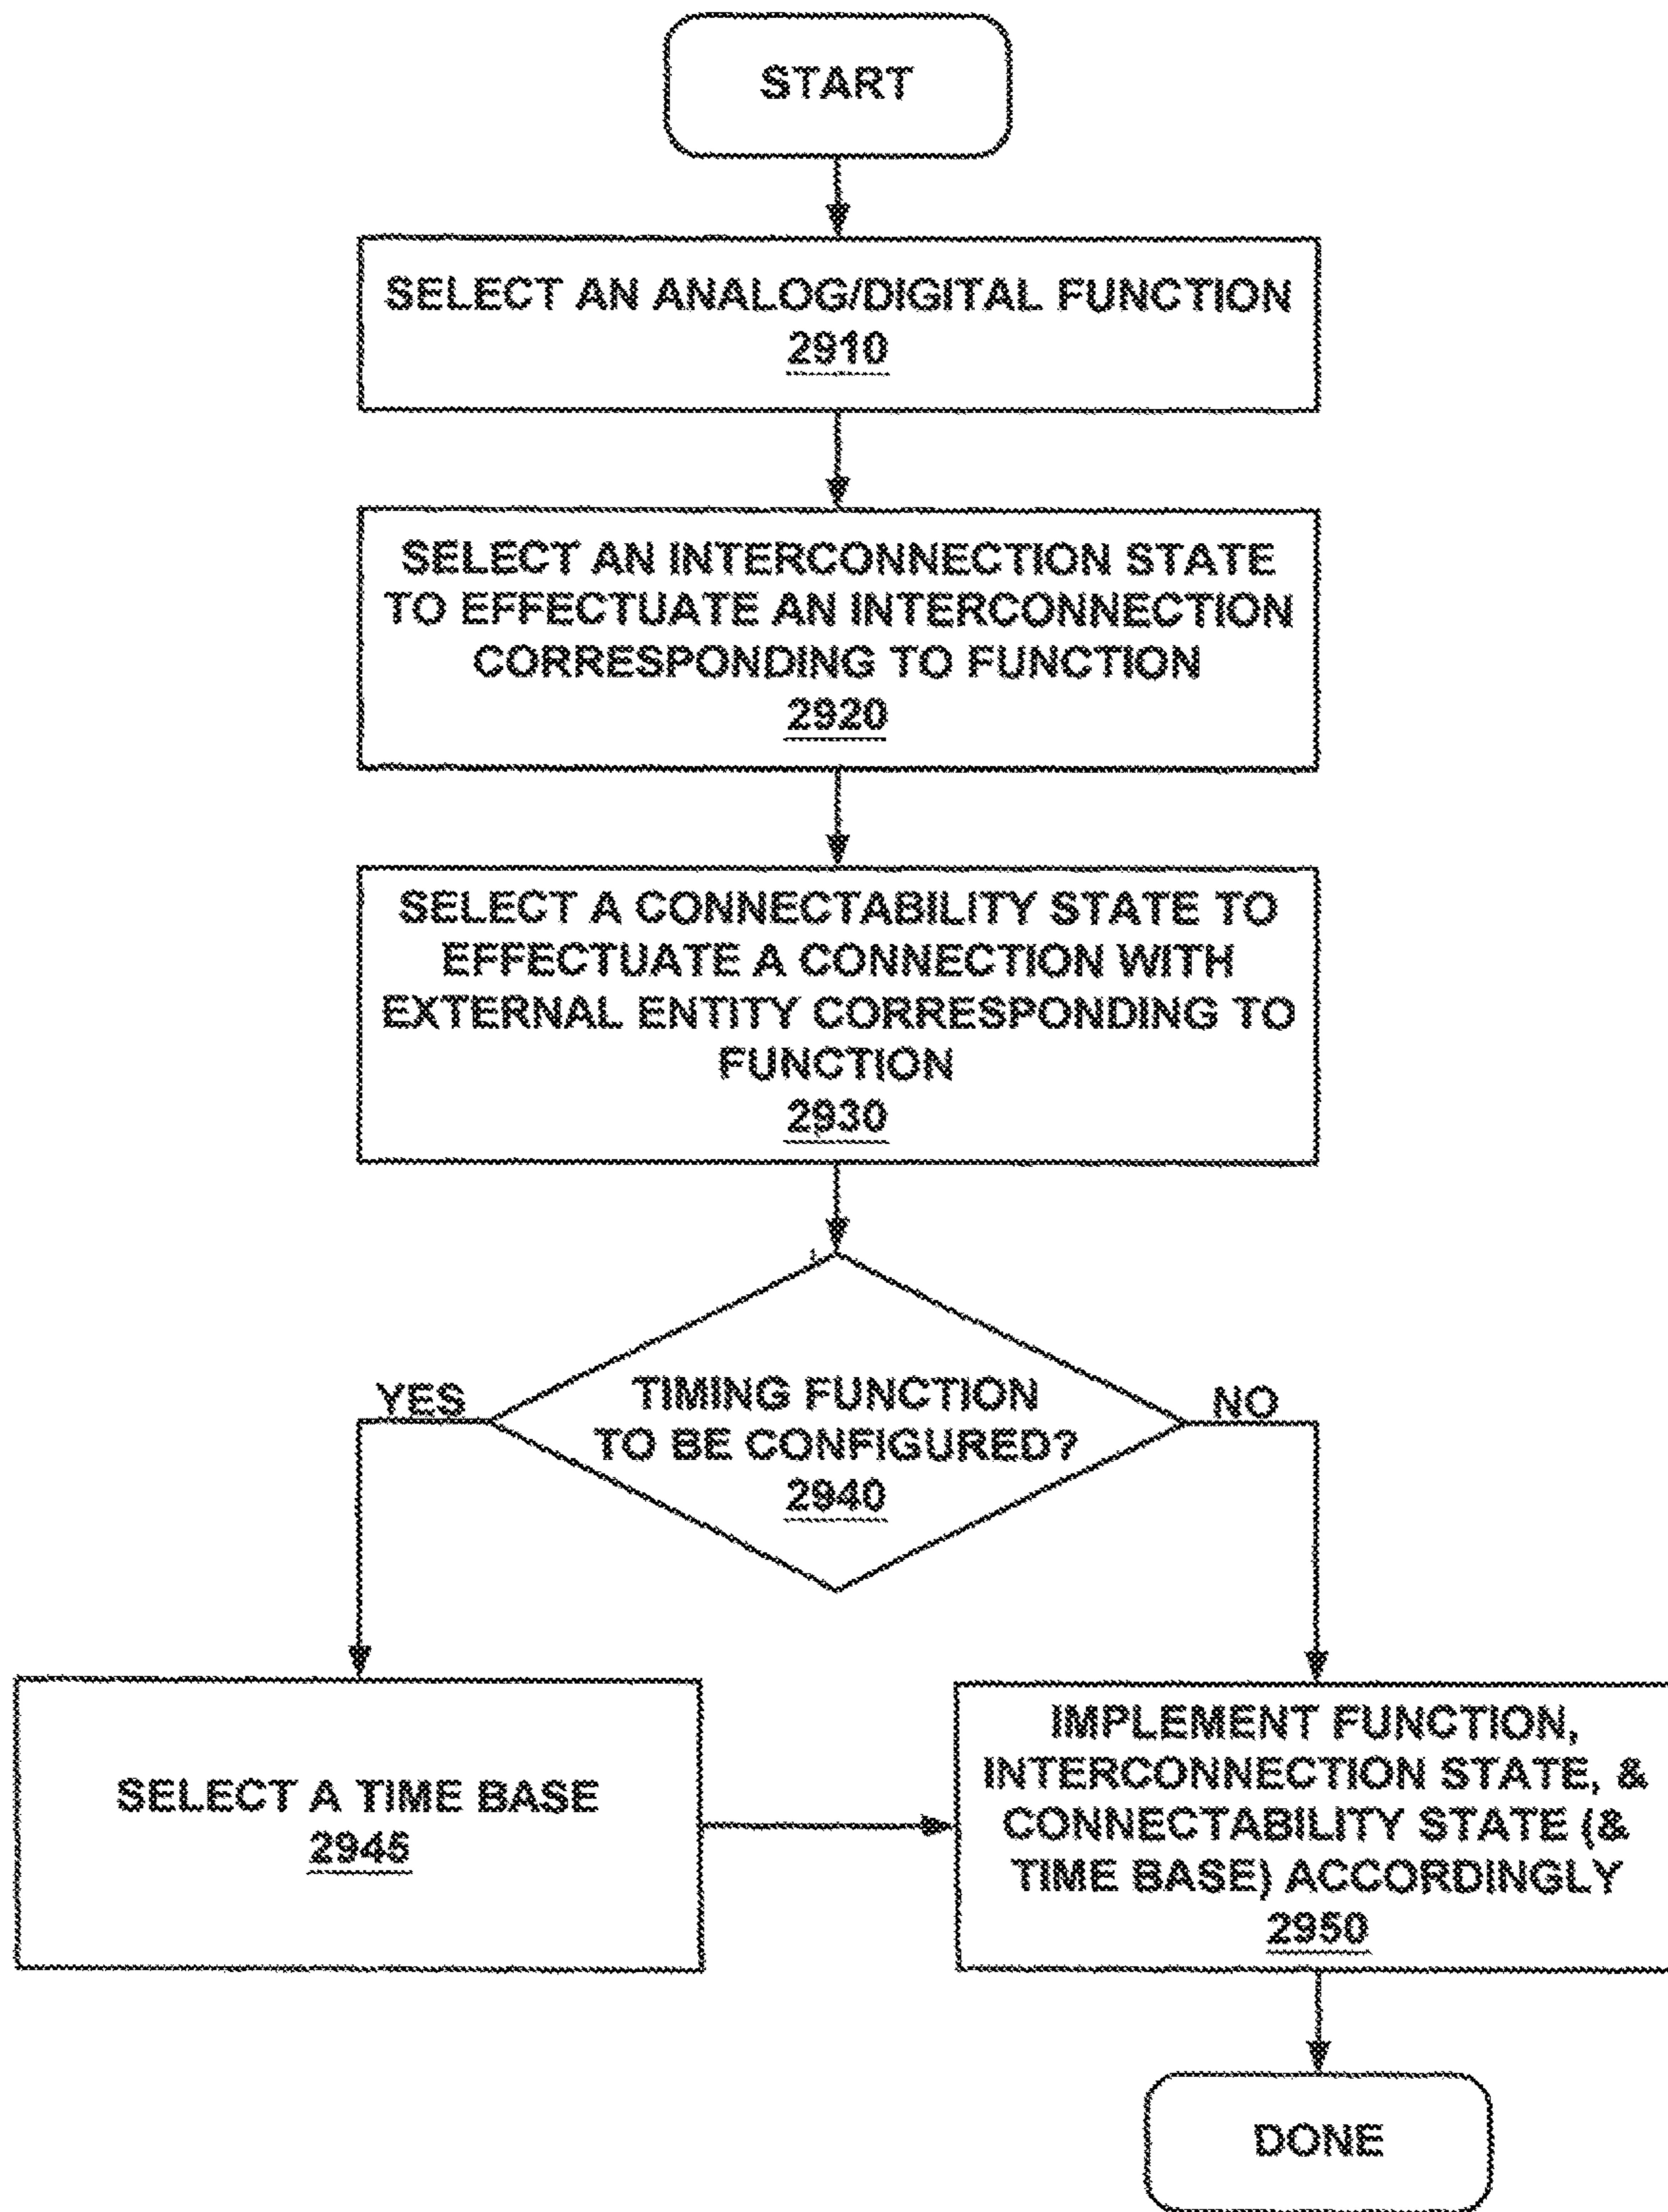 START
SELECT AN ANALOG/DIGITAL FUNCTION
2910
SELECT AN INTERCONNECTION STATE
TO EFFECTUATE AN INTERCONNECTION
CORRESPONDING TO FUNCTION
2920
SELECT A CONNECTABILITY STATE TO
EFFECTUATE A CONNECTION WITH
EXTERNAL ENTITY CORRESPONDING TO
FUNCTION
2930
TIMING FUNCTION
TO BE CONFIGURED?
2940
YES
NO
SELECT A TIME BASE
2945
IMPLEMENT FUNCTION,
INTERCONNECTION STATE, &
CONNECTABILITY STATE (&
TIME BASE) ACCORDINGLY
2950
DONE